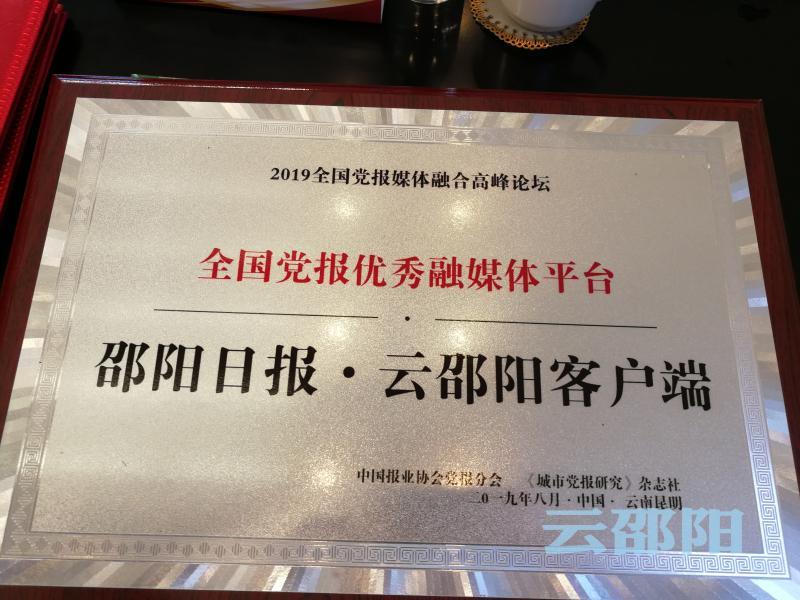 2019全国党报媒体融合高峰论坛
全国党报优秀融媒体平台
邵阳日报·云邵阳客户端
中国报业协会党报分会 《城市党报研究》杂志社
二0一九年八月·中国·云南昆明
云邵阳